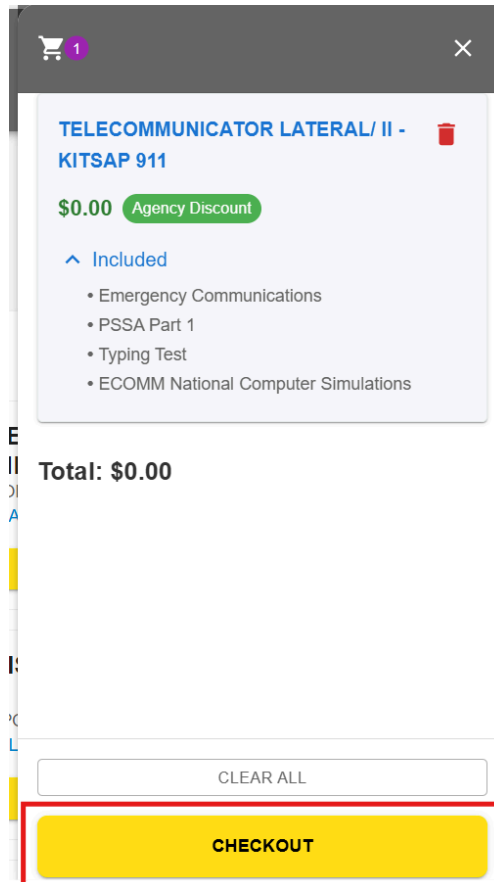 1
TELECOMMUNICATOR LATERAL/ II -
KITSAP 911
$0.00 Agency Discount
Included
• Emergency Communications
• PSSA Part 1
• Typing Test
• ECOMM National Computer Simulations
Total: $0.00
CLEAR ALL
CHECKOUT